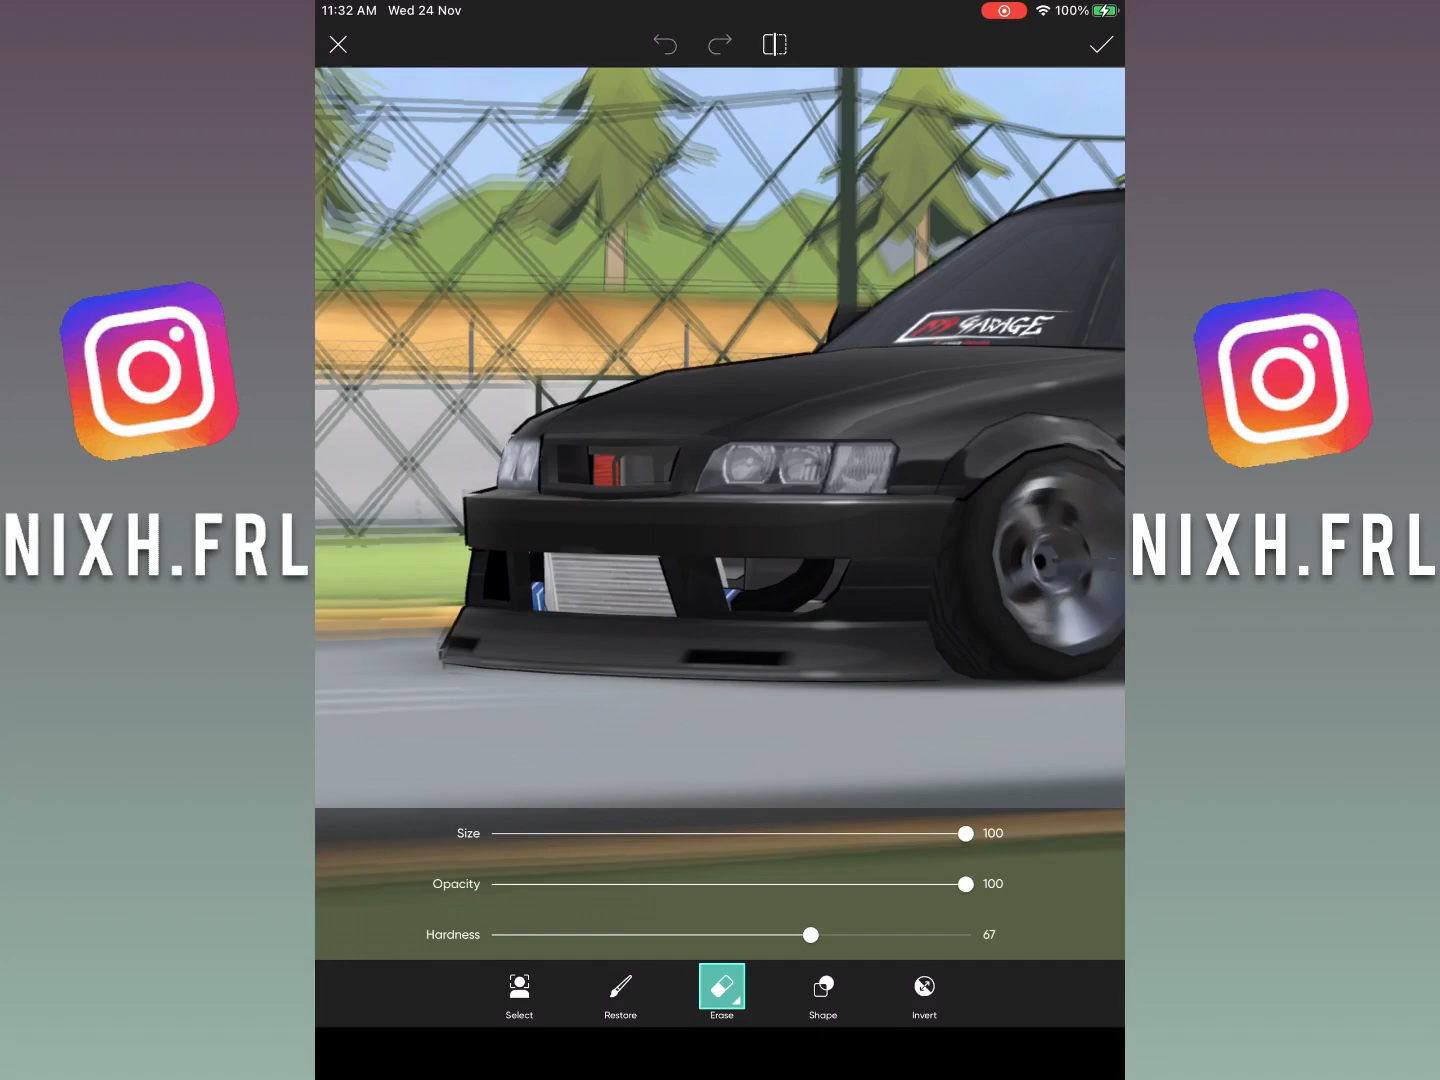 11:32 AM Wed 24 Nov
100%
GARAGE
NIXH.FRL
NIXH.FRL
Size 100
Opacity 100
Hardness 67
Select Restore Erase Shape Invert